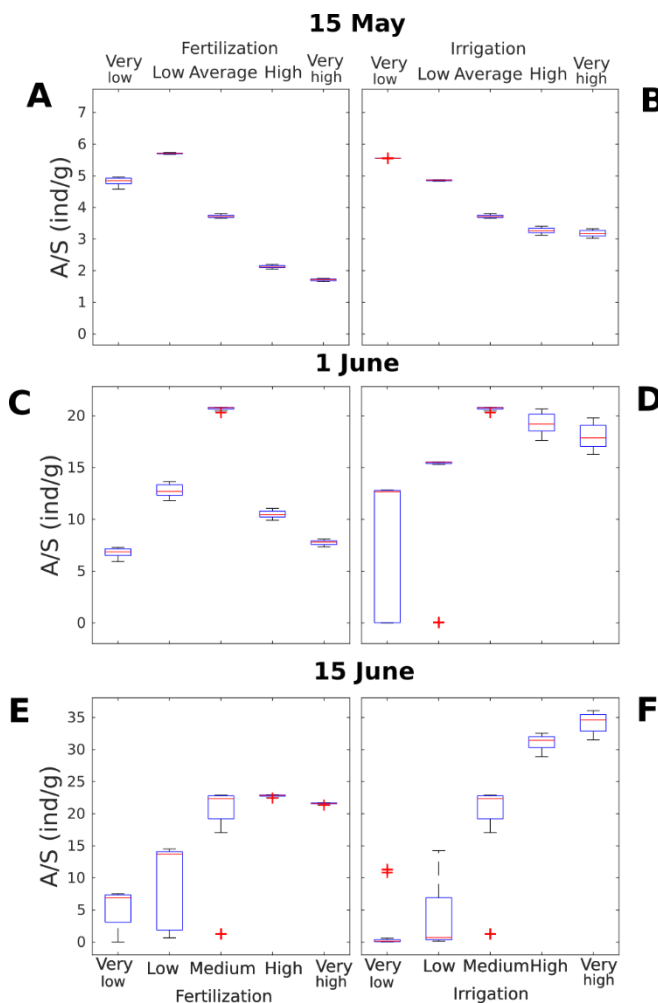 15 May
Fertilization
Irrigation
Very low Low Average High Very high
Very low Low Average High Very high
A
B
7
6
5
4
3
2
1
0
A/S (ind/g)
1 June
C
D
20
15
10
5
0
A/S (ind/g)
15 June
E
F
35
30
25
20
15
10
5
0
A/S (ind/g)
Very low Low Medium High Very high
Very low Low Medium High Very high
Fertilization
Irrigation